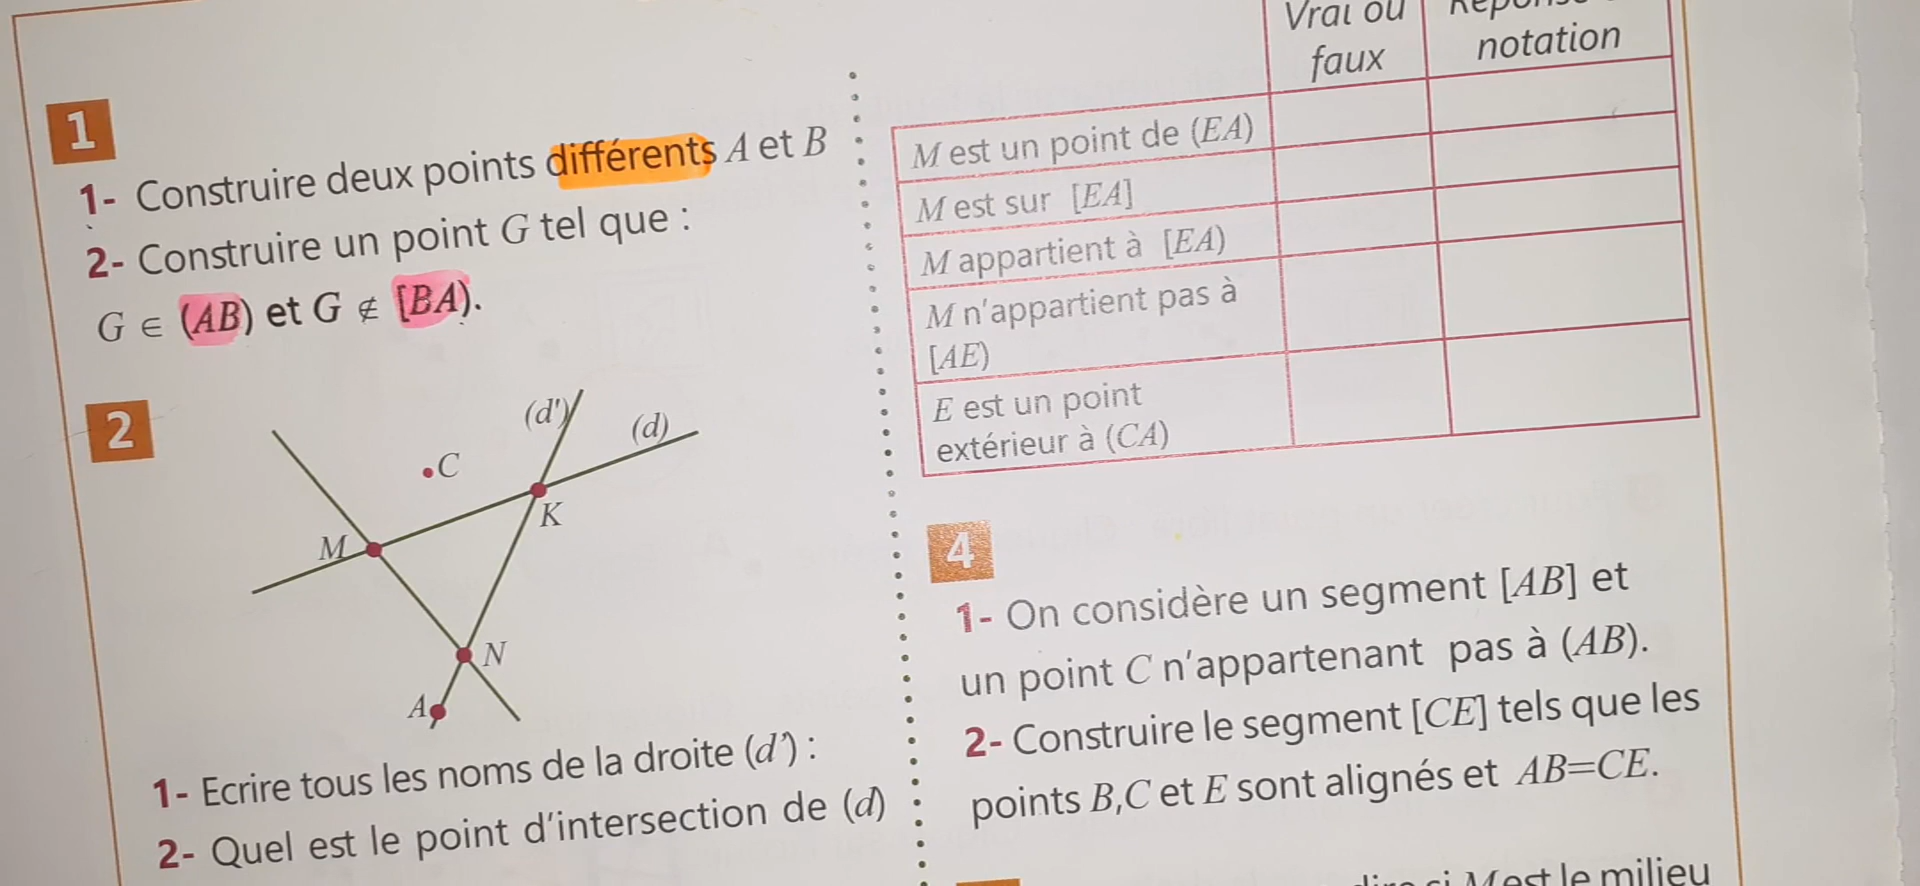 1
1- Construire deux points différents A et B
2- Construire un point G tel que :
G ∈ (AB) et G ∉ [BA).
2
(d')
(d)
C
K
M
N
A
1- Ecrire tous les noms de la droite (d') :
2- Quel est le point d'intersection de (d)
Vrai ou
faux
notation
M est un point de (EA)
M est sur [EA]
M appartient à [EA)
M n'appartient pas à
[AE)
E est un point
extérieur à (CA)
4
1- On considère un segment [AB] et
un point C n'appartenant pas à (AB).
2- Construire le segment [CE] tels que les
points B,C et E sont alignés et AB=CE.
si M est le milieu